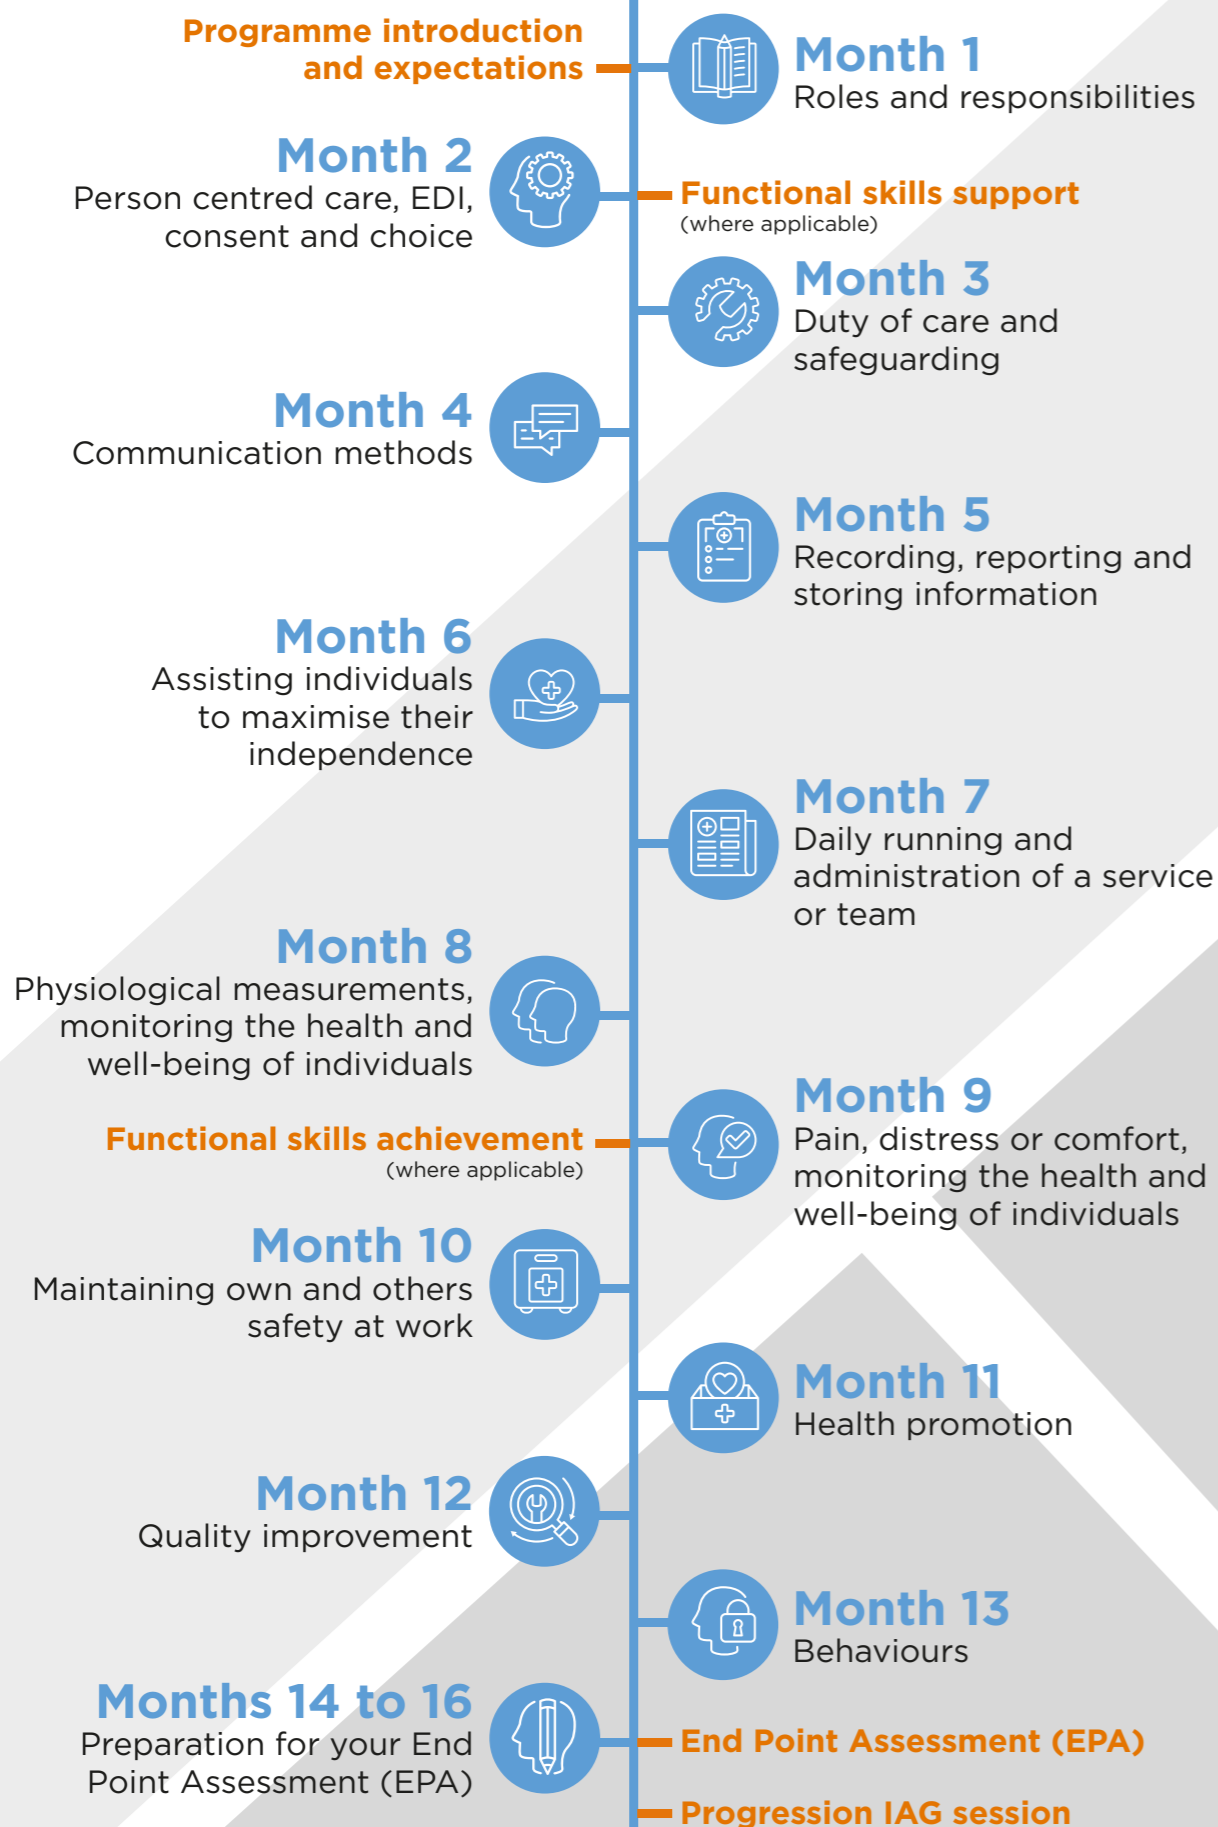 Programme introduction
and expectations
Month 1
Roles and responsibilities
Month 2
Person centred care, EDI,
consent and choice
Functional skills support
(where applicable)
Month 3
Duty of care and
safeguarding
Month 4
Communication methods
Month 5
Recording, reporting and
storing information
Month 6
Assisting individuals
to maximise their
independence
Month 7
Daily running and
administration of a service
or team
Month 8
Physiological measurements,
monitoring the health and
well-being of individuals
Month 9
Pain, distress or comfort,
monitoring the health and
well-being of individuals
Functional skills achievement
(where applicable)
Month 10
Maintaining own and others
safety at work
Month 11
Health promotion
Month 12
Quality improvement
Month 13
Behaviours
Months 14 to 16
Preparation for your End
Point Assessment (EPA)
End Point Assessment (EPA)
Progression IAG session